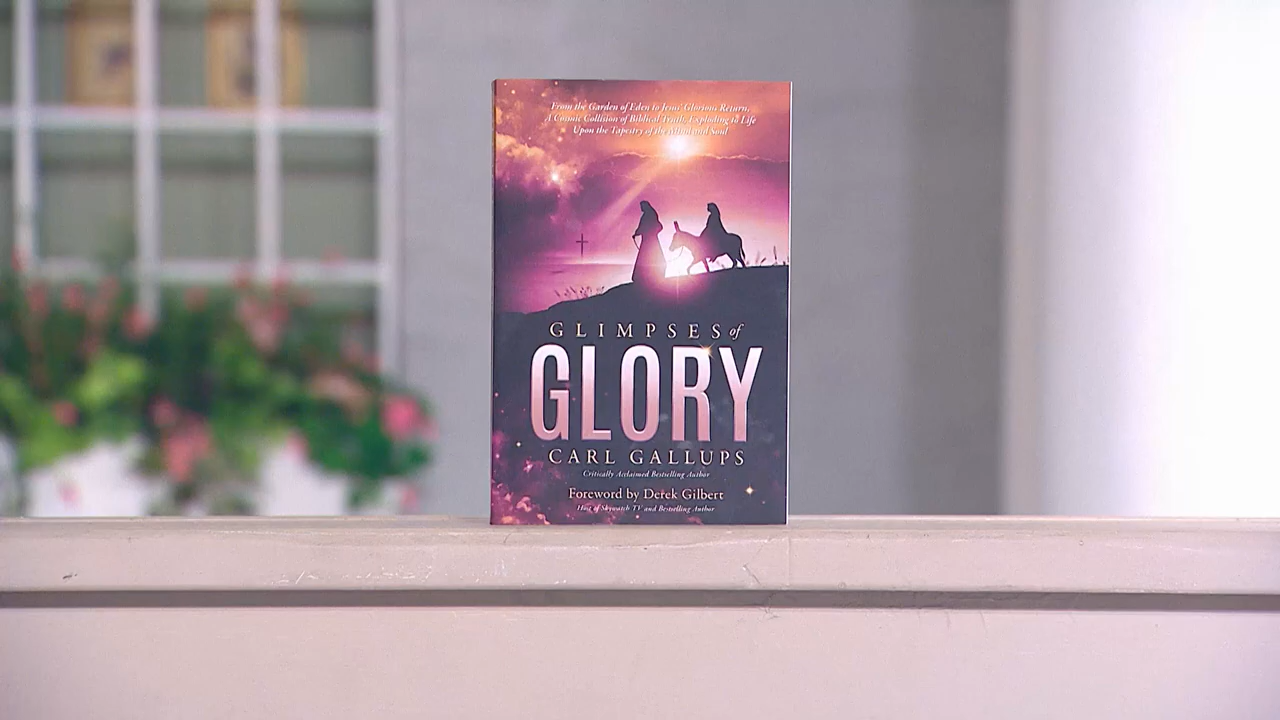 From the Garden of Eden to Jesus' Glorious Return,
A Cosmic Collision of Biblical Truth, Exploding to Life
Upon the Tapestry of the Mind and Soul
GLIMPSES of
GLORY
CARL GALLUPS
Critically Acclaimed Bestselling Author
Foreword by Derek Gilbert
Host of Skywatch TV and Bestselling Author